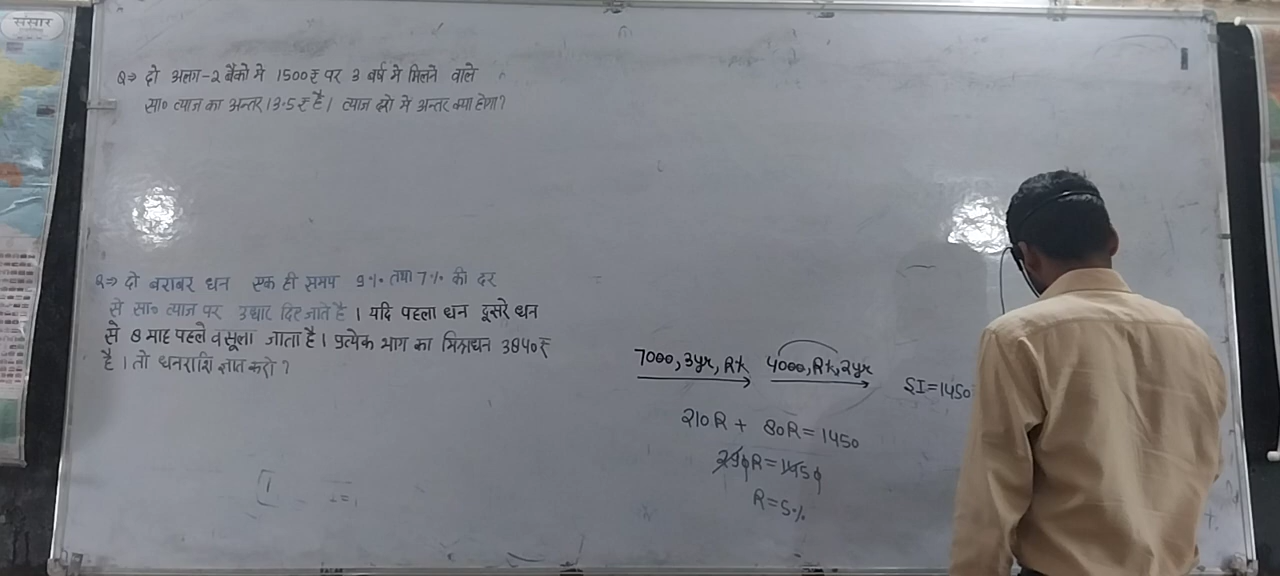 संसार
Q⇒ दो अलग-2 बैंको मे 1500₹ पर 3 वर्ष मे मिलने वाले
सा० ब्याज का अन्तर 13.5₹ है। ब्याज दरो मे अन्तर क्या होगा?
Q⇒ दो बराबर धन एक ही समय 9% तथा 7% की दर
से सा० ब्याज पर उधार दिए जाते है । यदि पहला धन दूसरे धन
से 8 माह पहले वसूला जाता है। प्रत्येक भाग का मिश्रधन 3840₹
है । तो धनराशि ज्ञात करो ?
7000, 3yr, R% 4000, R%, 2yr SI=1450
210R + 80R = 1450
290R = 1450
R=5%